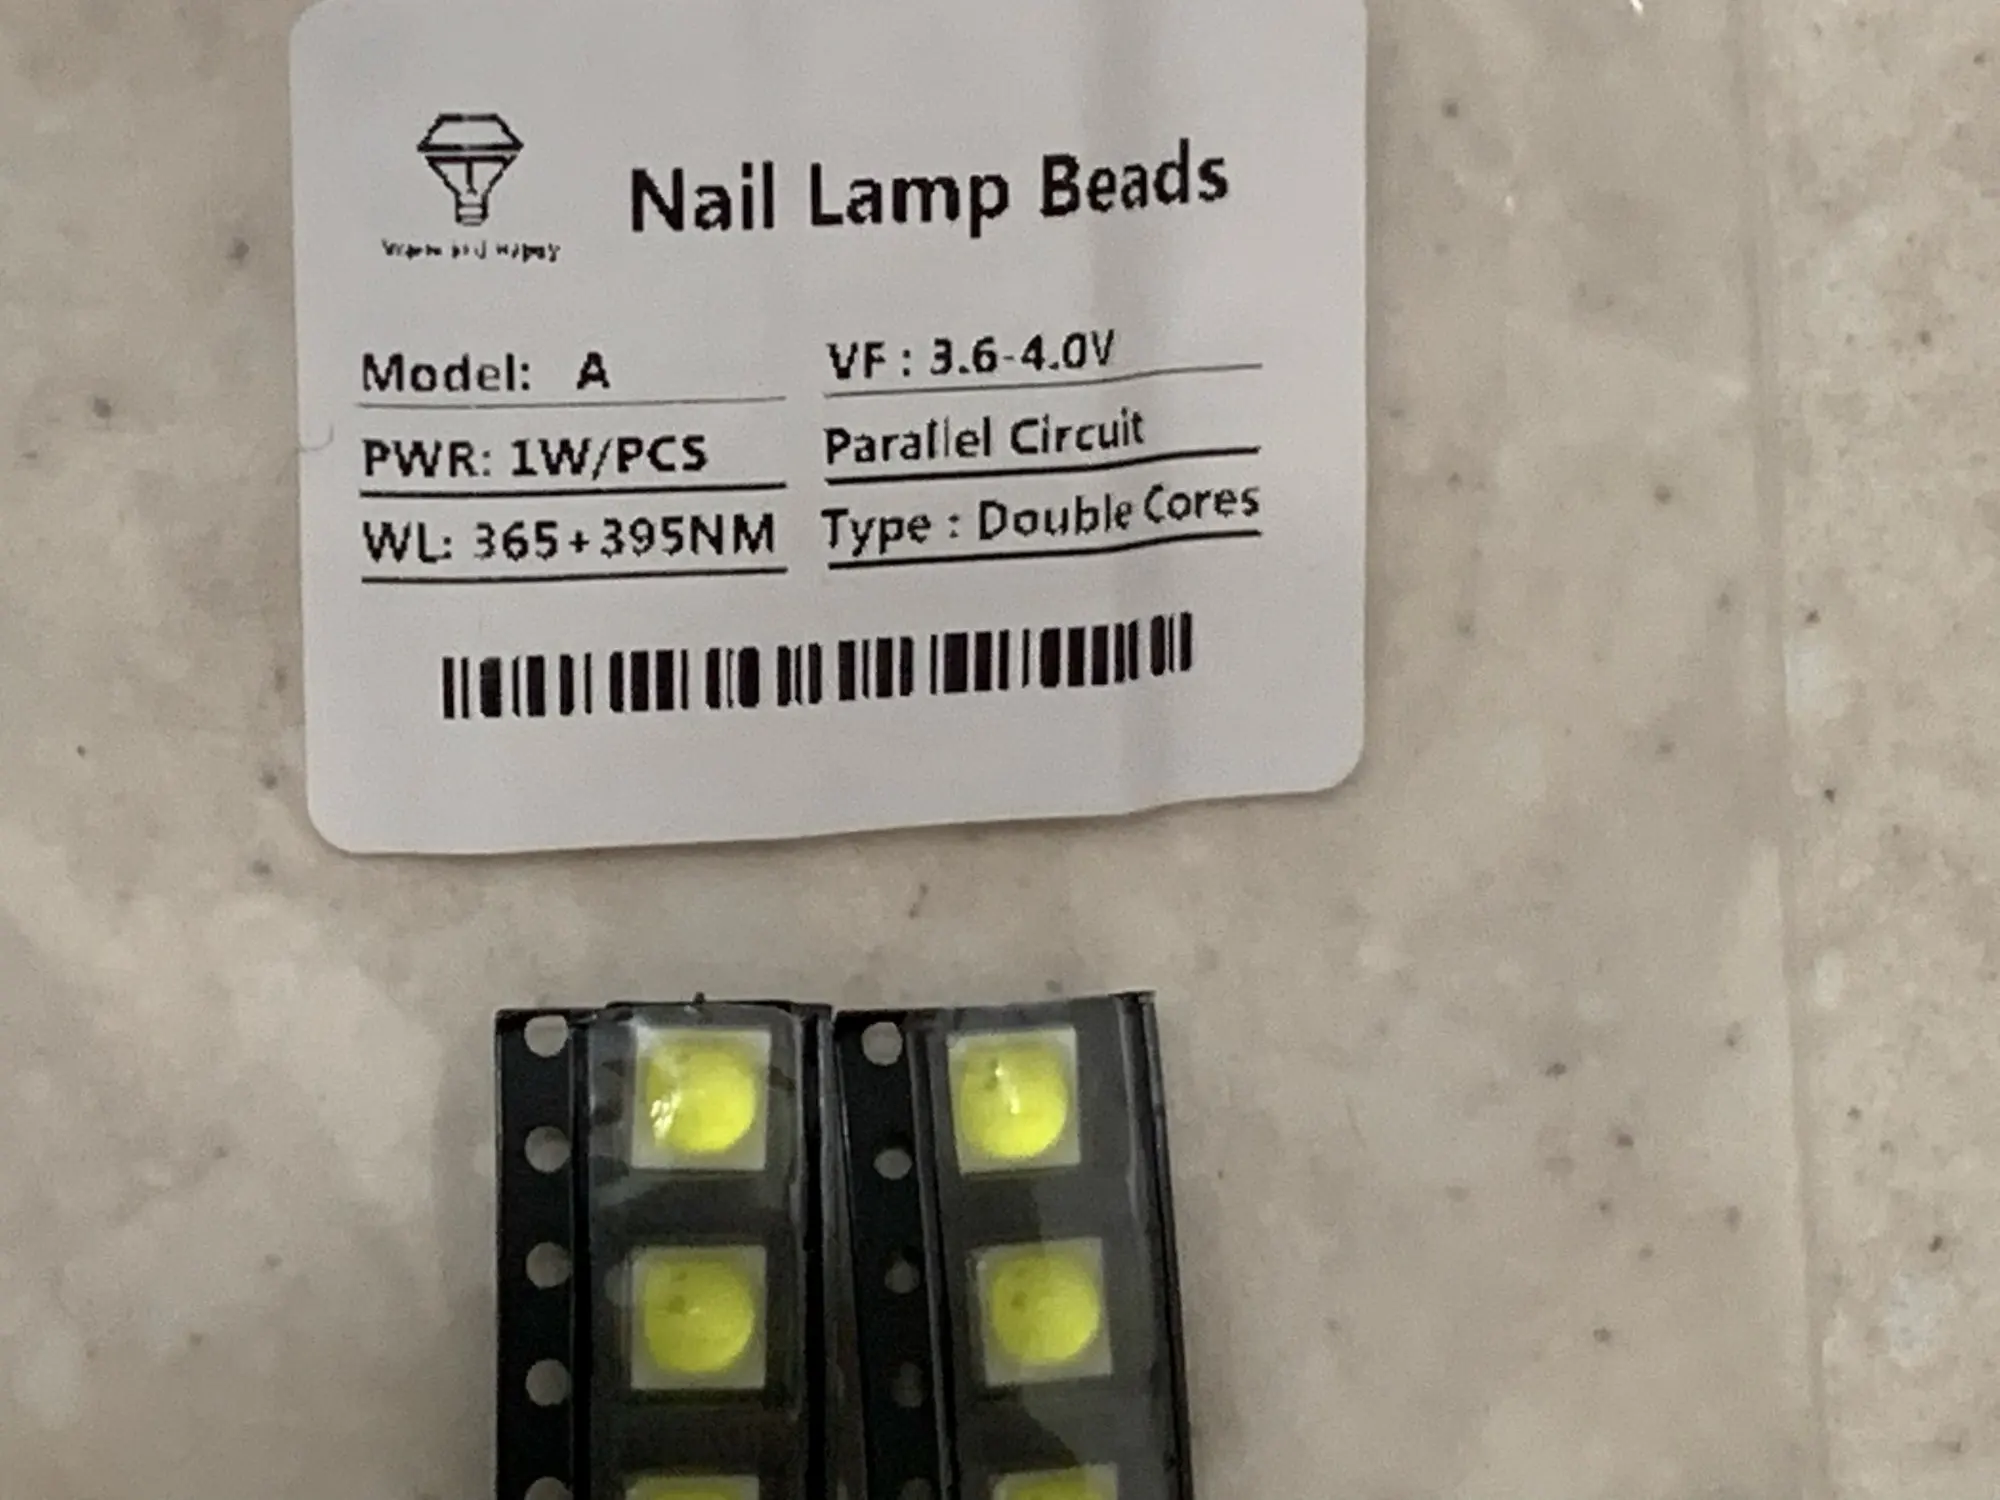 Nail Lamp Beads
Model: A
VF : 3.6-4.0V
PWR: 1W/PCS
Parallel Circuit
WL: 365+395NM
Type : Double Cores